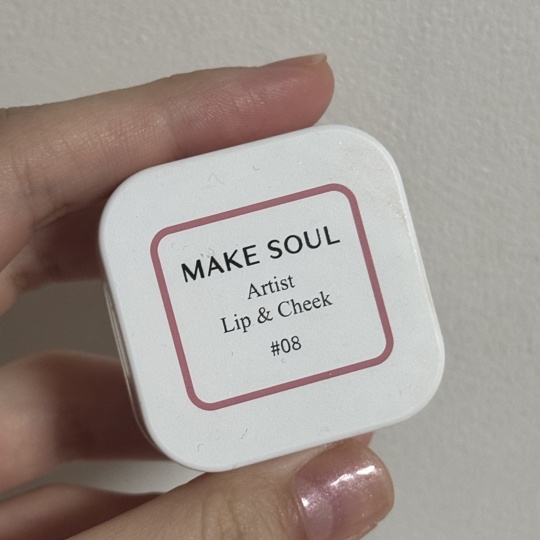 MAKE SOUL
Artist
Lip & Cheek
#08